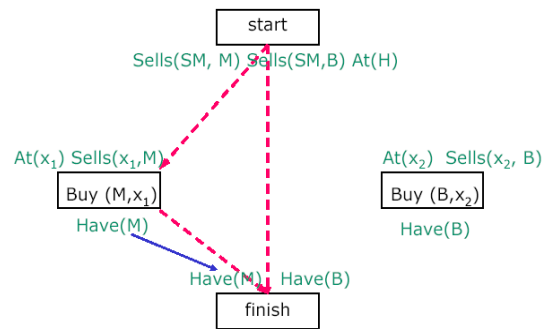 start
Sells(SM, M) Sells(SM,B) At(H)
At(x1) Sells(x1,M)
At(x2) Sells(x2, B)
Buy (M,x1)
Buy (B,x2)
Have(M)
Have(B)
Have(M) Have(B)
finish